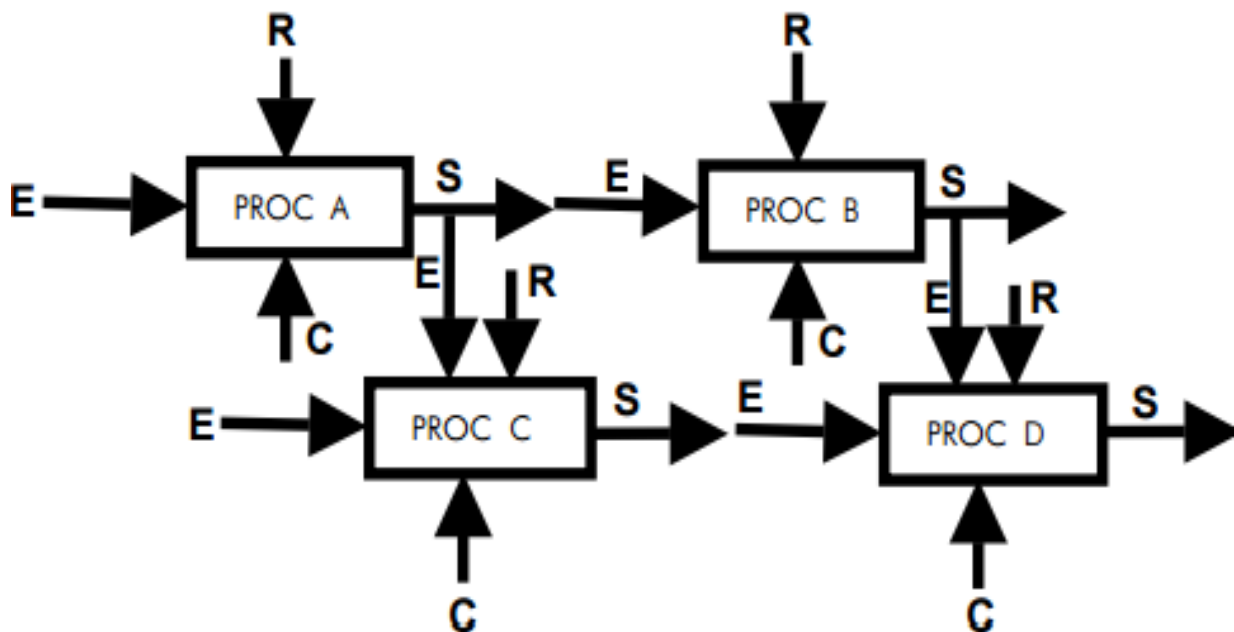 R R
S E S
E PROC A PROC B
E R E R
C C
E S E S
PROC C PROC D
C C